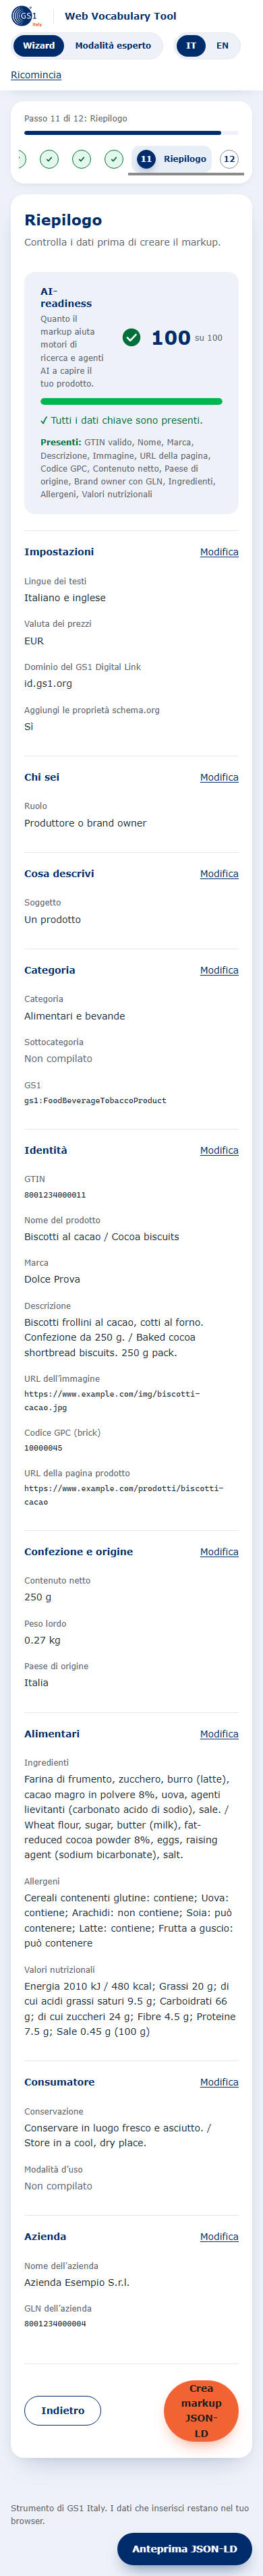 GS1
Italy
Web Vocabulary Tool
Wizard
Modalità esperto
IT
EN
Ricomincia
Passo 11 di 12: Riepilogo
11
Riepilogo
12
Riepilogo
Controlla i dati prima di creare il markup.
AI-
readiness
Quanto il
markup aiuta
motori di
ricerca e agenti
AI a capire il
tuo prodotto.
100 su 100
✓ Tutti i dati chiave sono presenti.
Presenti: GTIN valido, Nome, Marca,
Descrizione, Immagine, URL della pagina,
Codice GPC, Contenuto netto, Paese di
origine, Brand owner con GLN, Ingredienti,
Allergeni, Valori nutrizionali
Impostazioni
Modifica
Lingue dei testi
Italiano e inglese
Valuta dei prezzi
EUR
Dominio del GS1 Digital Link
id.gs1.org
Aggiungi le proprietà schema.org
Sì
Chi sei
Modifica
Ruolo
Produttore o brand owner
Cosa descrivi
Modifica
Soggetto
Un prodotto
Categoria
Modifica
Categoria
Alimentari e bevande
Sottocategoria
Non compilato
GS1
gs1:FoodBeverageTobaccoProduct
Identità
Modifica
GTIN
8001234000011
Nome del prodotto
Biscotti al cacao / Cocoa biscuits
Marca
Dolce Prova
Descrizione
Biscotti frollini al cacao, cotti al forno.
Confezione da 250 g. / Baked cocoa
shortbread biscuits. 250 g pack.
URL dell'immagine
https://www.example.com/img/biscotti-
cacao.jpg
Codice GPC (brick)
10000045
URL della pagina prodotto
https://www.example.com/prodotti/biscotti-
cacao
Confezione e origine
Modifica
Contenuto netto
250 g
Peso lordo
0.27 kg
Paese di origine
Italia
Alimentari
Modifica
Ingredienti
Farina di frumento, zucchero, burro (latte),
cacao magro in polvere 8%, uova, agenti
lievitanti (carbonato acido di sodio), sale. /
Wheat flour, sugar, butter (milk), fat-
reduced cocoa powder 8%, eggs, raising
agent (sodium bicarbonate), salt.
Allergeni
Cereali contenenti glutine: contiene; Uova:
contiene; Arachidi: non contiene; Soia: può
contenere; Latte: contiene; Frutta a guscio:
può contenere
Valori nutrizionali
Energia 2010 kJ / 480 kcal; Grassi 20 g; di
cui acidi grassi saturi 9.5 g; Carboidrati 66
g; di cui zuccheri 24 g; Fibre 4.5 g; Proteine
7.5 g; Sale 0.45 g (100 g)
Consumatore
Modifica
Conservazione
Conservare in luogo fresco e asciutto. /
Store in a cool, dry place.
Modalità d'uso
Non compilato
Azienda
Modifica
Nome dell'azienda
Azienda Esempio S.r.l.
GLN dell'azienda
8001234000004
Indietro
Crea
markup
JSON-
LD
Strumento di GS1 Italy. I dati che inserisci restano nel tuo
browser.
Anteprima JSON-LD